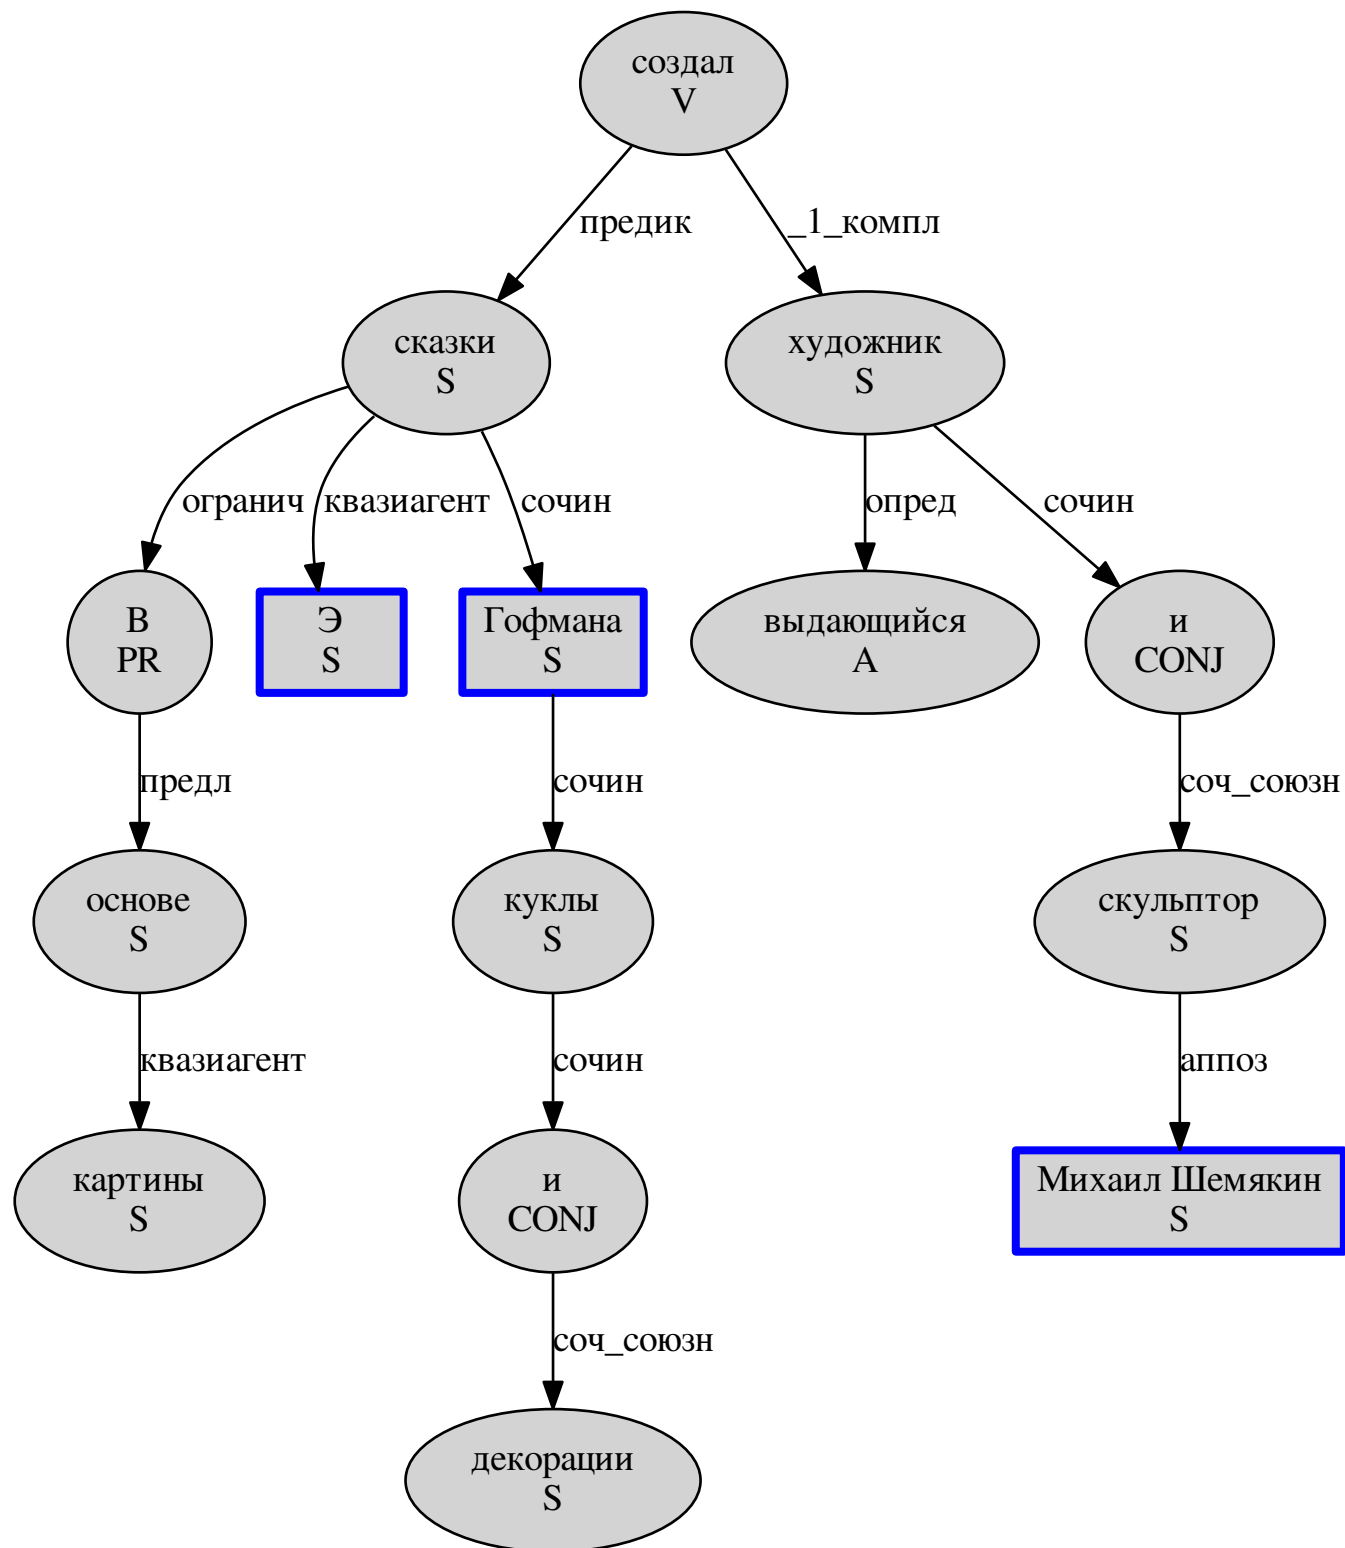 создал
V
предик
_1_компл
сказки
S
художник
S
огранич
квазиагент
сочин
опред
сочин
В
PR
Э
S
Гофмана
S
выдающийся
A
и
CONJ
предл
сочин
соч_союзн
основе
S
куклы
S
скульптор
S
квазиагент
сочин
аппоз
картины
S
и
CONJ
Михаил Шемякин
S
соч_союзн
декорации
S